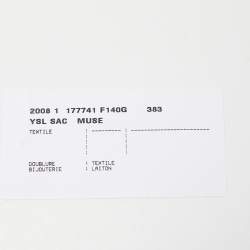 2008 1 177741 F140G 383
YSL SAC MUSE
TEXTILE
DOUBLURE : TEXTILE
BIJOUTERIE : LAITON